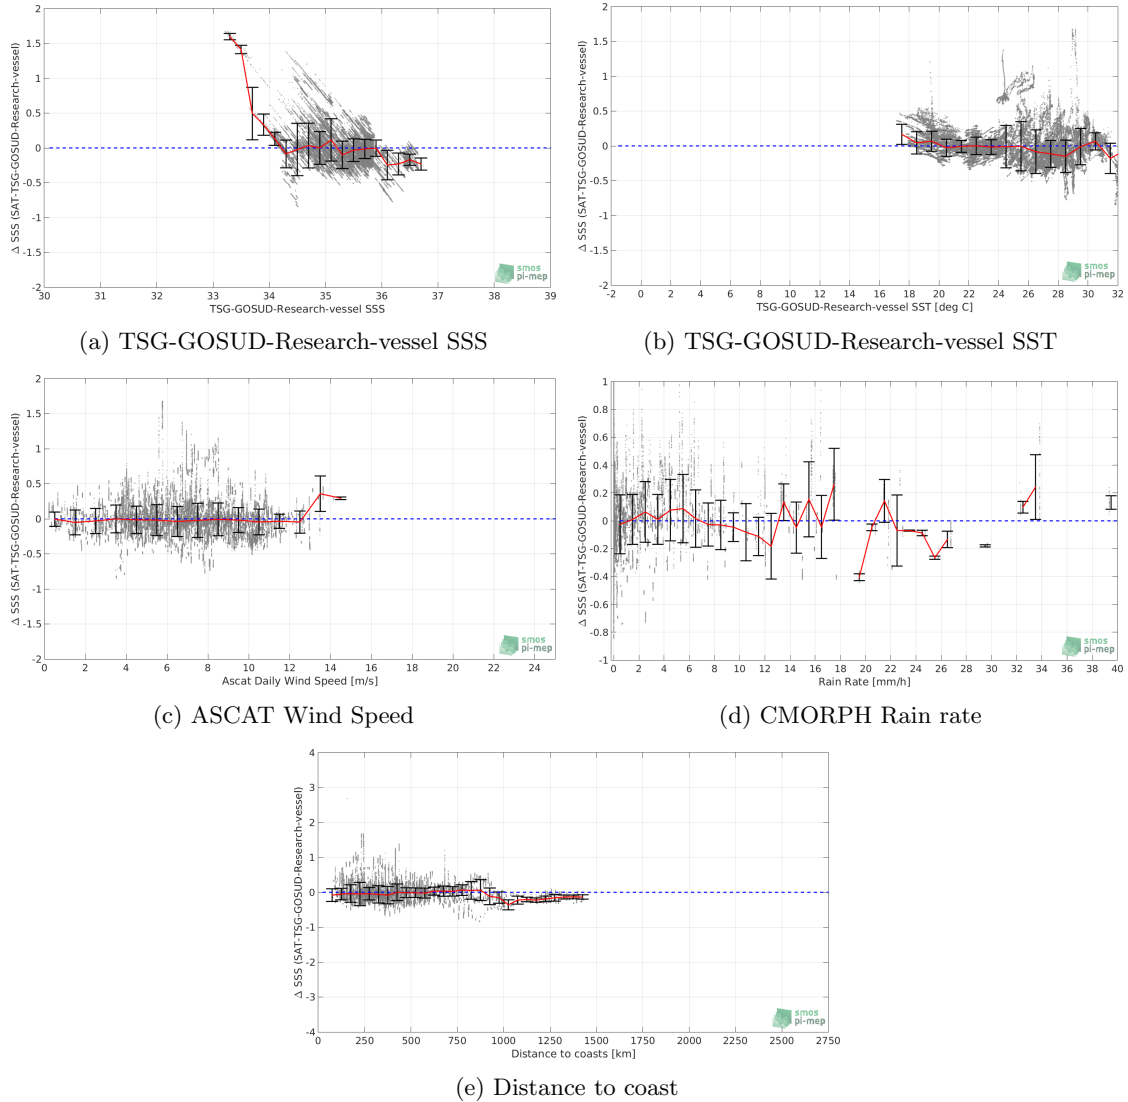 2
1.5
1
0.5
0
-0.5
-1
-1.5
-2
Δ SSS (SAT-TSG-GOSUD-Research-vessel)
30 31 32 33 34 35 36 37 38 39
TSG-GOSUD-Research-vessel SSS
smos
pi-mep
(a) TSG-GOSUD-Research-vessel SSS
2
1.5
1
0.5
0
-0.5
-1
-1.5
-2
Δ SSS (SAT-TSG-GOSUD-Research-vessel)
-2 0 2 4 6 8 10 12 14 16 18 20 22 24 26 28 30 32
TSG-GOSUD-Research-vessel SST [deg C]
smos
pi-mep
(b) TSG-GOSUD-Research-vessel SST
2
1.5
1
0.5
0
-0.5
-1
-1.5
-2
Δ SSS (SAT-TSG-GOSUD-Research-vessel)
0 2 4 6 8 10 12 14 16 18 20 22 24
Ascat Daily Wind Speed [m/s]
smos
pi-mep
(c) ASCAT Wind Speed
1
0.8
0.6
0.4
0.2
0
-0.2
-0.4
-0.6
-0.8
-1
Δ SSS (SAT-TSG-GOSUD-Research-vessel)
0 2 4 6 8 10 12 14 16 18 20 22 24 26 28 30 32 34 36 38 40
Rain Rate [mm/h]
smos
pi-mep
(d) CMORPH Rain rate
4
3
2
1
0
-1
-2
-3
-4
Δ SSS (SAT-TSG-GOSUD-Research-vessel)
0 250 500 750 1000 1250 1500 1750 2000 2250 2500 2750
Distance to coasts [km]
smos
pi-mep
(e) Distance to coast